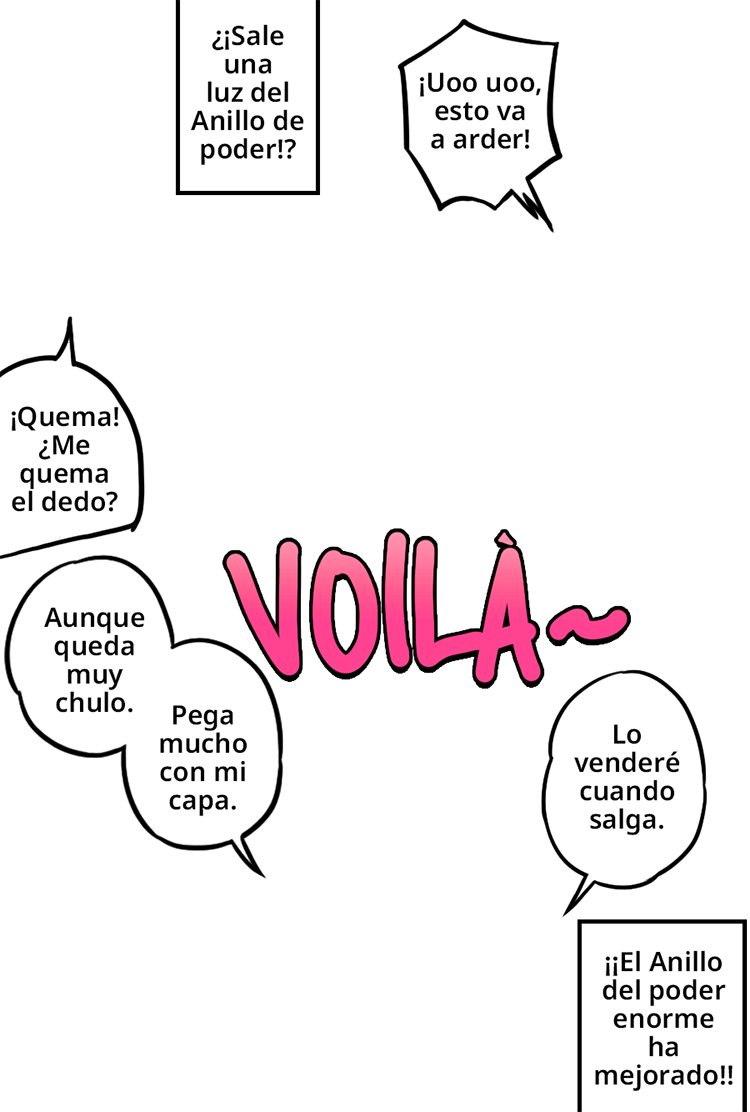 ¿¡Sale
una
luz del
Anillo de
poder!?
¡Uoo uoo,
esto va
a arder!
¡Quema!
¿Me
quema
el dedo?
VOILÀ~
Aunque
queda
muy
chulo.
Pega
mucho
con mi
capa.
Lo
venderé
cuando
salga.
¡¡El Anillo
del poder
enorme
ha
mejorado!!